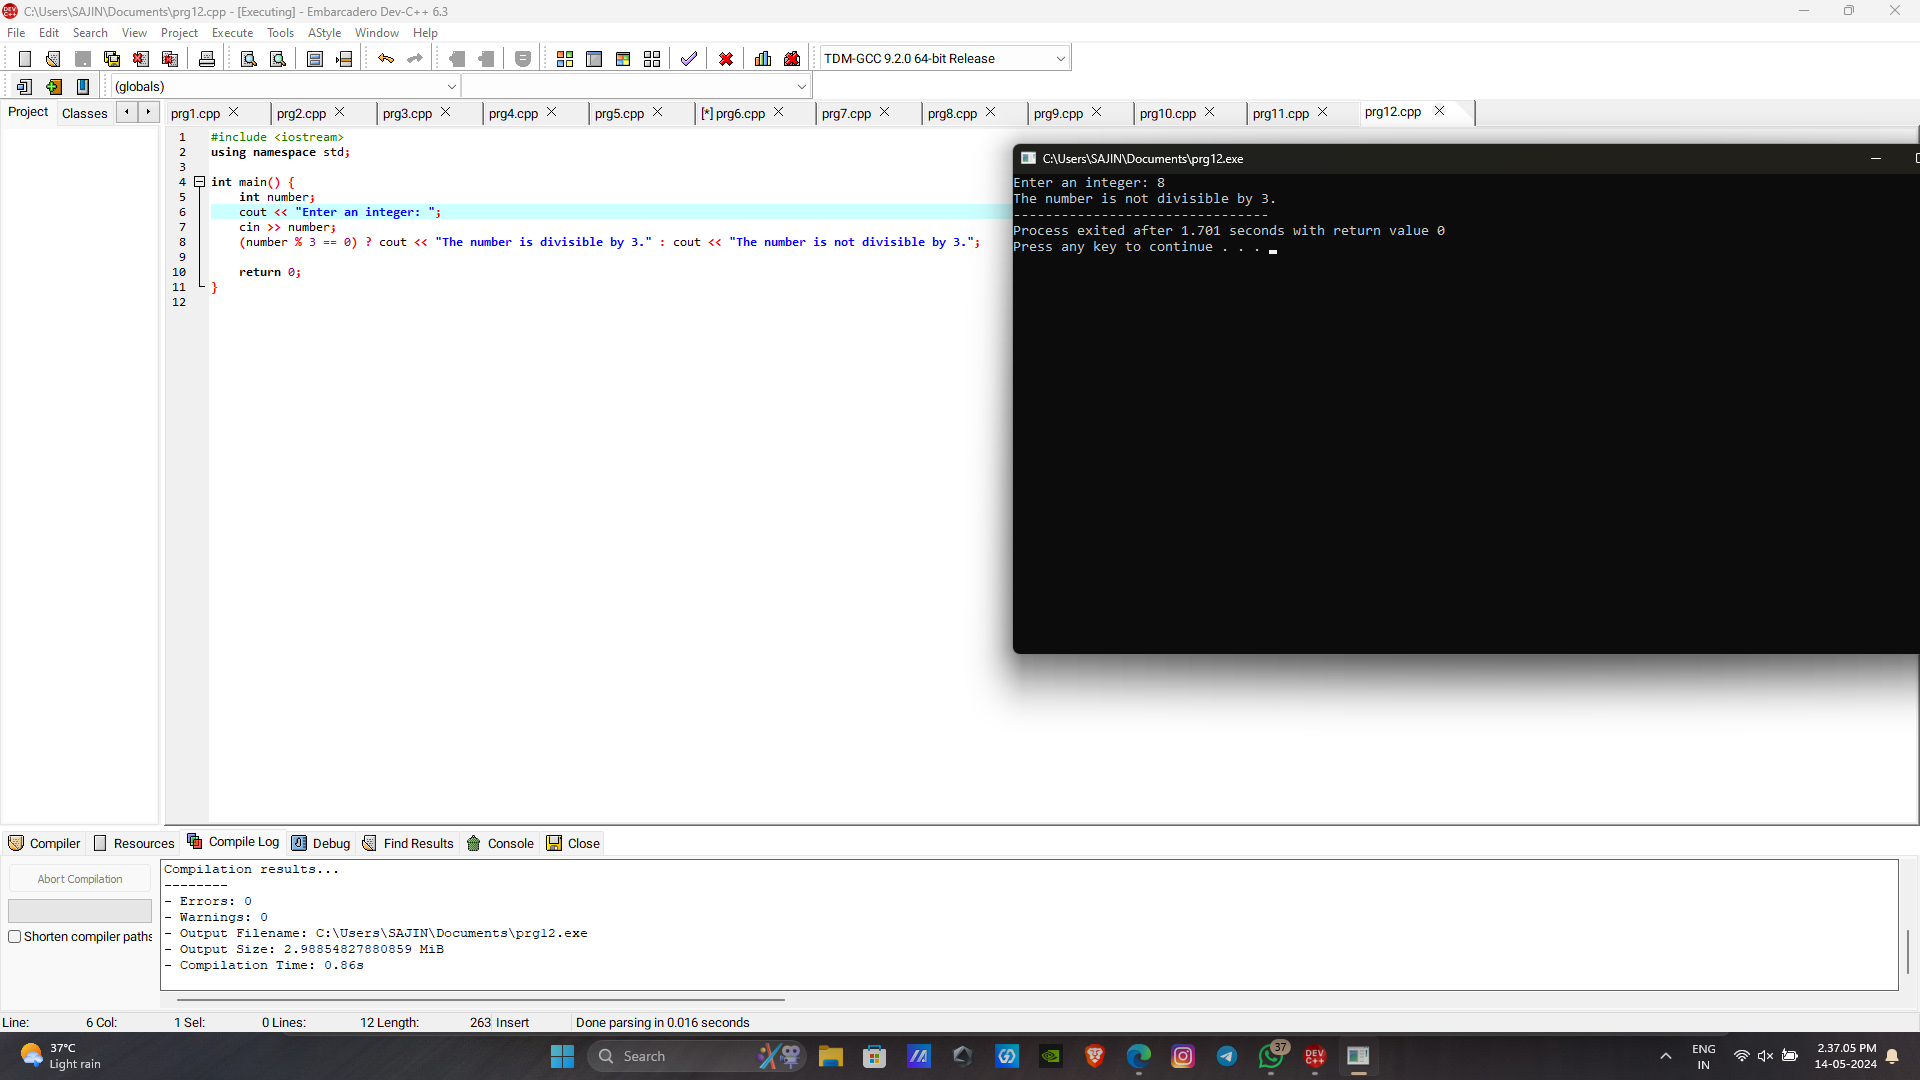 C:\Users\SAJIN\Documents\prg12.cpp - [Executing] - Embarcadero Dev-C++ 6.3
File Edit Search View Project Execute Tools AStyle Window Help
TDM-GCC 9.2.0 64-bit Release
(globals)
Project Classes prg1.cpp prg2.cpp prg3.cpp prg4.cpp prg5.cpp [*] prg6.cpp prg7.cpp prg8.cpp prg9.cpp prg10.cpp prg11.cpp prg12.cpp
1 #include <iostream>
2 using namespace std;
3
4 int main() {
5 int number;
6 cout << "Enter an integer: ";
7 cin >> number;
8 (number % 3 == 0) ? cout << "The number is divisible by 3." : cout << "The number is not divisible by 3.";
9
10 return 0;
11 }
12
C:\Users\SAJIN\Documents\prg12.exe
Enter an integer: 8
The number is not divisible by 3.
--------------------------------
Process exited after 1.701 seconds with return value 0
Press any key to continue . . .
Compiler Resources Compile Log Debug Find Results Console Close
Abort Compilation
Shorten compiler paths
Compilation results...
--------
- Errors: 0
- Warnings: 0
- Output Filename: C:\Users\SAJIN\Documents\prg12.exe
- Output Size: 2.98854827880859 MiB
- Compilation Time: 0.86s
Line: 6 Col: 1 Sel: 0 Lines: 12 Length: 263 Insert Done parsing in 0.016 seconds
37°C
Light rain
Search
37
DEV C++
ENG
IN
2.37.05 PM
14-05-2024